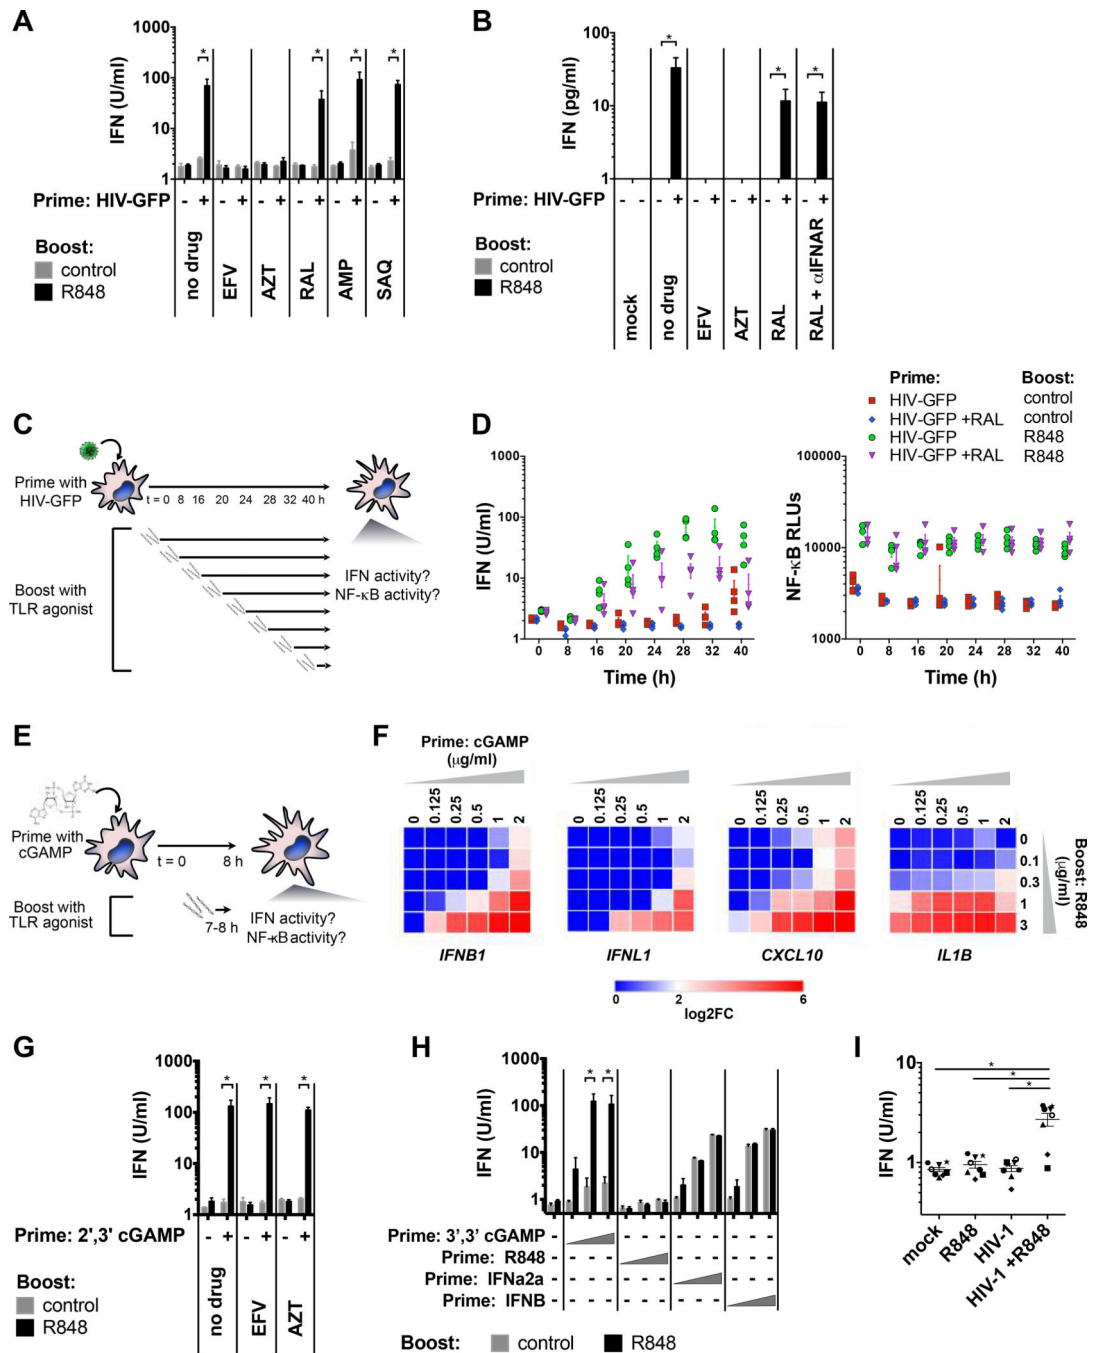 A
IFN (U/ml)
1000
100
10
1
* * * *
Prime: HIV-GFP
- + - + - + - + - + - +
Boost:
control
R848
no drug
EFV
AZT
RAL
AMP
SAQ
B
IFN (pg/ml)
100
10
1
* * *
Prime: HIV-GFP
- - - + - + - + - + - +
Boost:
control
R848
mock
no drug
EFV
AZT
RAL
RAL + αIFNAR
C
Prime with
HIV-GFP
t = 0 8 16 20 24 28 32 40 h
Boost with
TLR agonist
IFN activity?
NF-κB activity?
D
Prime: Boost:
HIV-GFP control
HIV-GFP +RAL control
HIV-GFP R848
HIV-GFP +RAL R848
IFN (U/ml)
1000
100
10
1
0 8 16 20 24 28 32 40
Time (h)
NF-κB RLUs
100000
10000
1000
0 8 16 20 24 28 32 40
Time (h)
E
Prime with
cGAMP
t = 0 8 h
Boost with
TLR agonist
7-8 h
IFN activity?
NF-κB activity?
F
Prime: cGAMP
(μg/ml)
0 0.125 0.25 0.5 1 2
0 0.125 0.25 0.5 1 2
0 0.125 0.25 0.5 1 2
0 0.125 0.25 0.5 1 2
0
0.1
0.3
1
3
Boost: R848
(μg/ml)
IFNB1
IFNL1
CXCL10
IL1B
0 2 6
log2FC
G
IFN (U/ml)
1000
100
10
1
* * *
Prime: 2',3' cGAMP
- + - + - +
Boost:
control
R848
no drug
EFV
AZT
H
IFN (U/ml)
1000
100
10
1
* *
Prime: 3',3' cGAMP - - - - - - - - - -
Prime: R848 - - - - - - - - - -
Prime: IFNa2a - - - - - - - - - -
Prime: IFNB - - - - - - - - - -
Boost: control R848
I
IFN (U/ml)
10
1
0.1
*
*
*
mock
R848
HIV-1
HIV-1 +R848